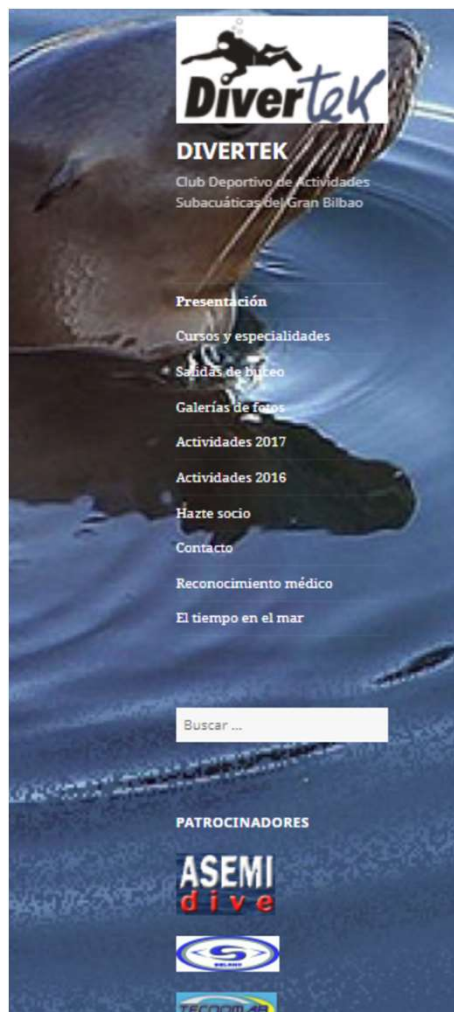 DiverteK
DIVERTEK
Club Deportivo de Actividades
Subacuáticas del Gran Bilbao
Presentación
Cursos y especialidades
Salidas de buceo
Galerías de fotos
Actividades 2017
Actividades 2016
Hazte socio
Contacto
Reconocimiento médico
El tiempo en el mar
Buscar ...
PATROCINADORES
ASEMI
dive